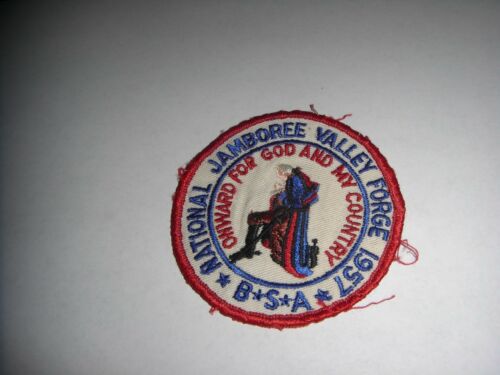 NATIONAL JAMBOREE VALLEY FORGE 1957
ONWARD FOR GOD AND MY COUNTRY
★ B★S★A ★